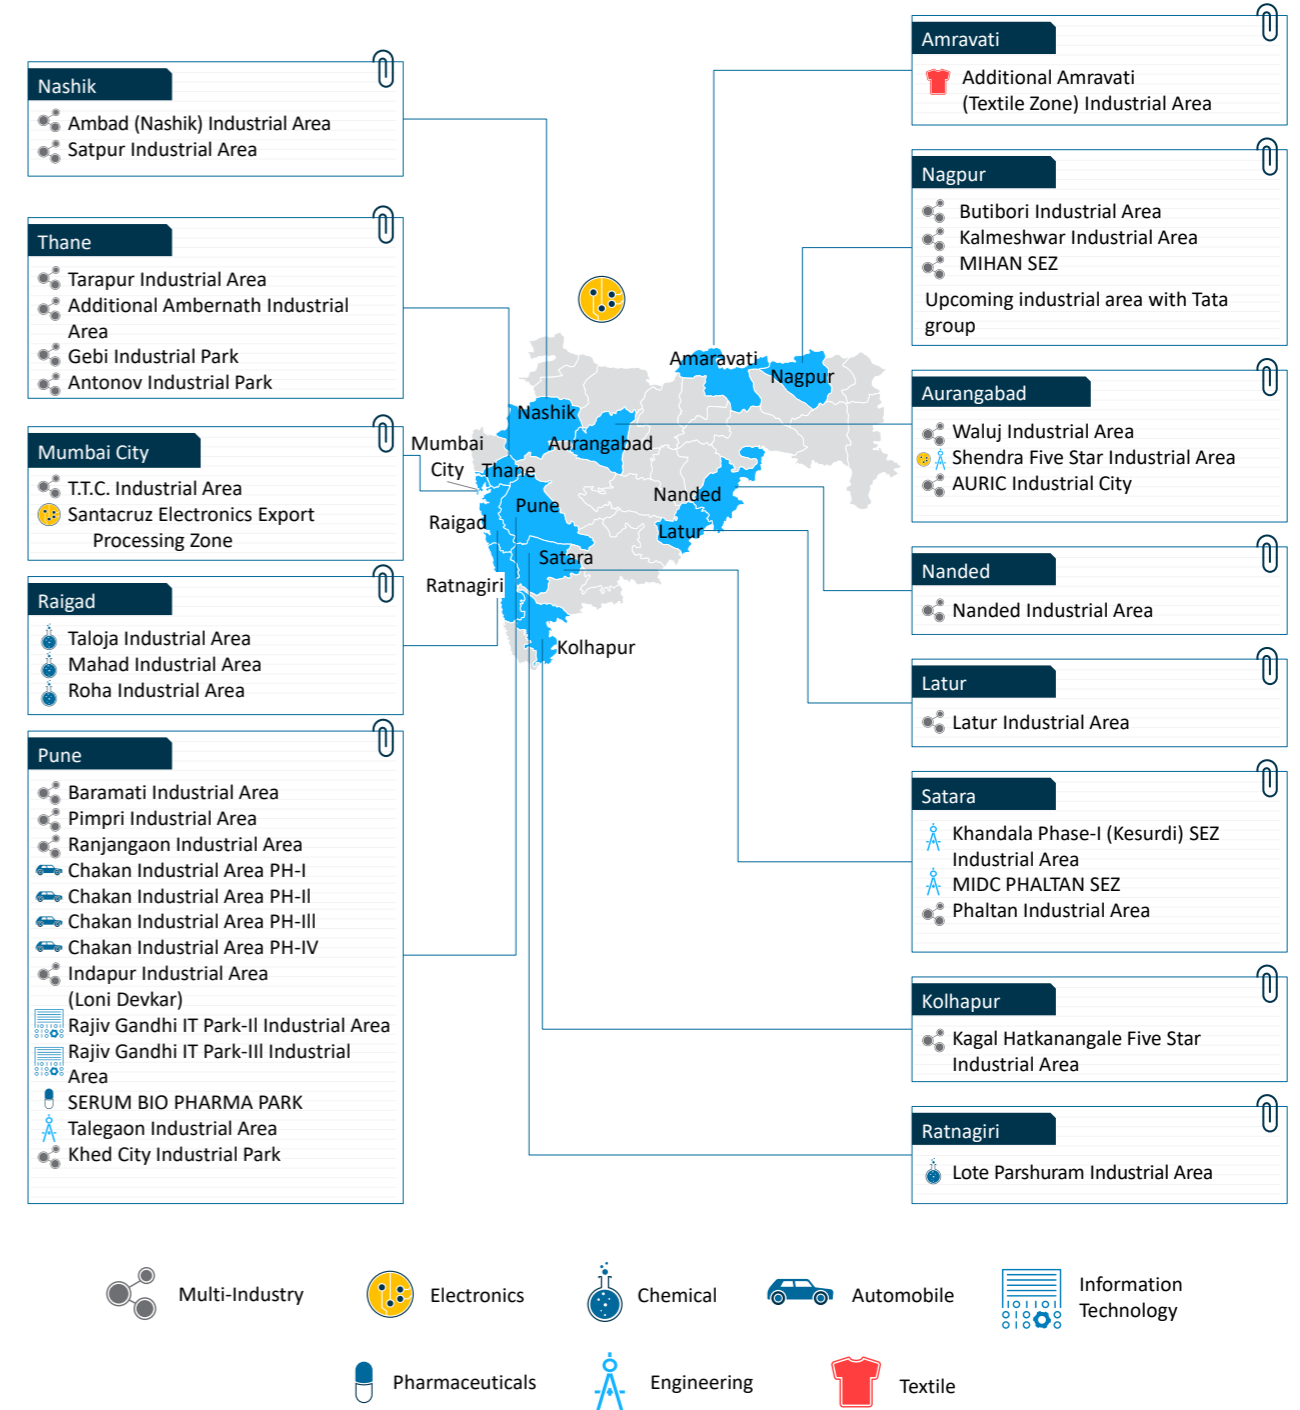 Nashik
Ambad (Nashik) Industrial Area
Satpur Industrial Area
Thane
Tarapur Industrial Area
Additional Ambernath Industrial
Area
Gebi Industrial Park
Antonov Industrial Park
Mumbai City
T.T.C. Industrial Area
Santacruz Electronics Export
Processing Zone
Raigad
Taloja Industrial Area
Mahad Industrial Area
Roha Industrial Area
Pune
Baramati Industrial Area
Pimpri Industrial Area
Ranjangaon Industrial Area
Chakan Industrial Area PH-I
Chakan Industrial Area PH-Il
Chakan Industrial Area PH-Ill
Chakan Industrial Area PH-IV
Indapur Industrial Area
(Loni Devkar)
Rajiv Gandhi IT Park-Il Industrial Area
Rajiv Gandhi IT Park-Ill Industrial
Area
SERUM BIO PHARMA PARK
Talegaon Industrial Area
Khed City Industrial Park
Amaravati
Nagpur
Nashik
Aurangabad
Mumbai
City
Thane
Pune
Nanded
Raigad
Latur
Satara
Ratnagiri
Kolhapur
Amravati
Additional Amravati
(Textile Zone) Industrial Area
Nagpur
Butibori Industrial Area
Kalmeshwar Industrial Area
MIHAN SEZ
Upcoming industrial area with Tata
group
Aurangabad
Waluj Industrial Area
Shendra Five Star Industrial Area
AURIC Industrial City
Nanded
Nanded Industrial Area
Latur
Latur Industrial Area
Satara
Khandala Phase-I (Kesurdi) SEZ
Industrial Area
MIDC PHALTAN SEZ
Phaltan Industrial Area
Kolhapur
Kagal Hatkanangale Five Star
Industrial Area
Ratnagiri
Lote Parshuram Industrial Area
Multi-Industry
Electronics
Chemical
Automobile
Information
Technology
Pharmaceuticals
Engineering
Textile